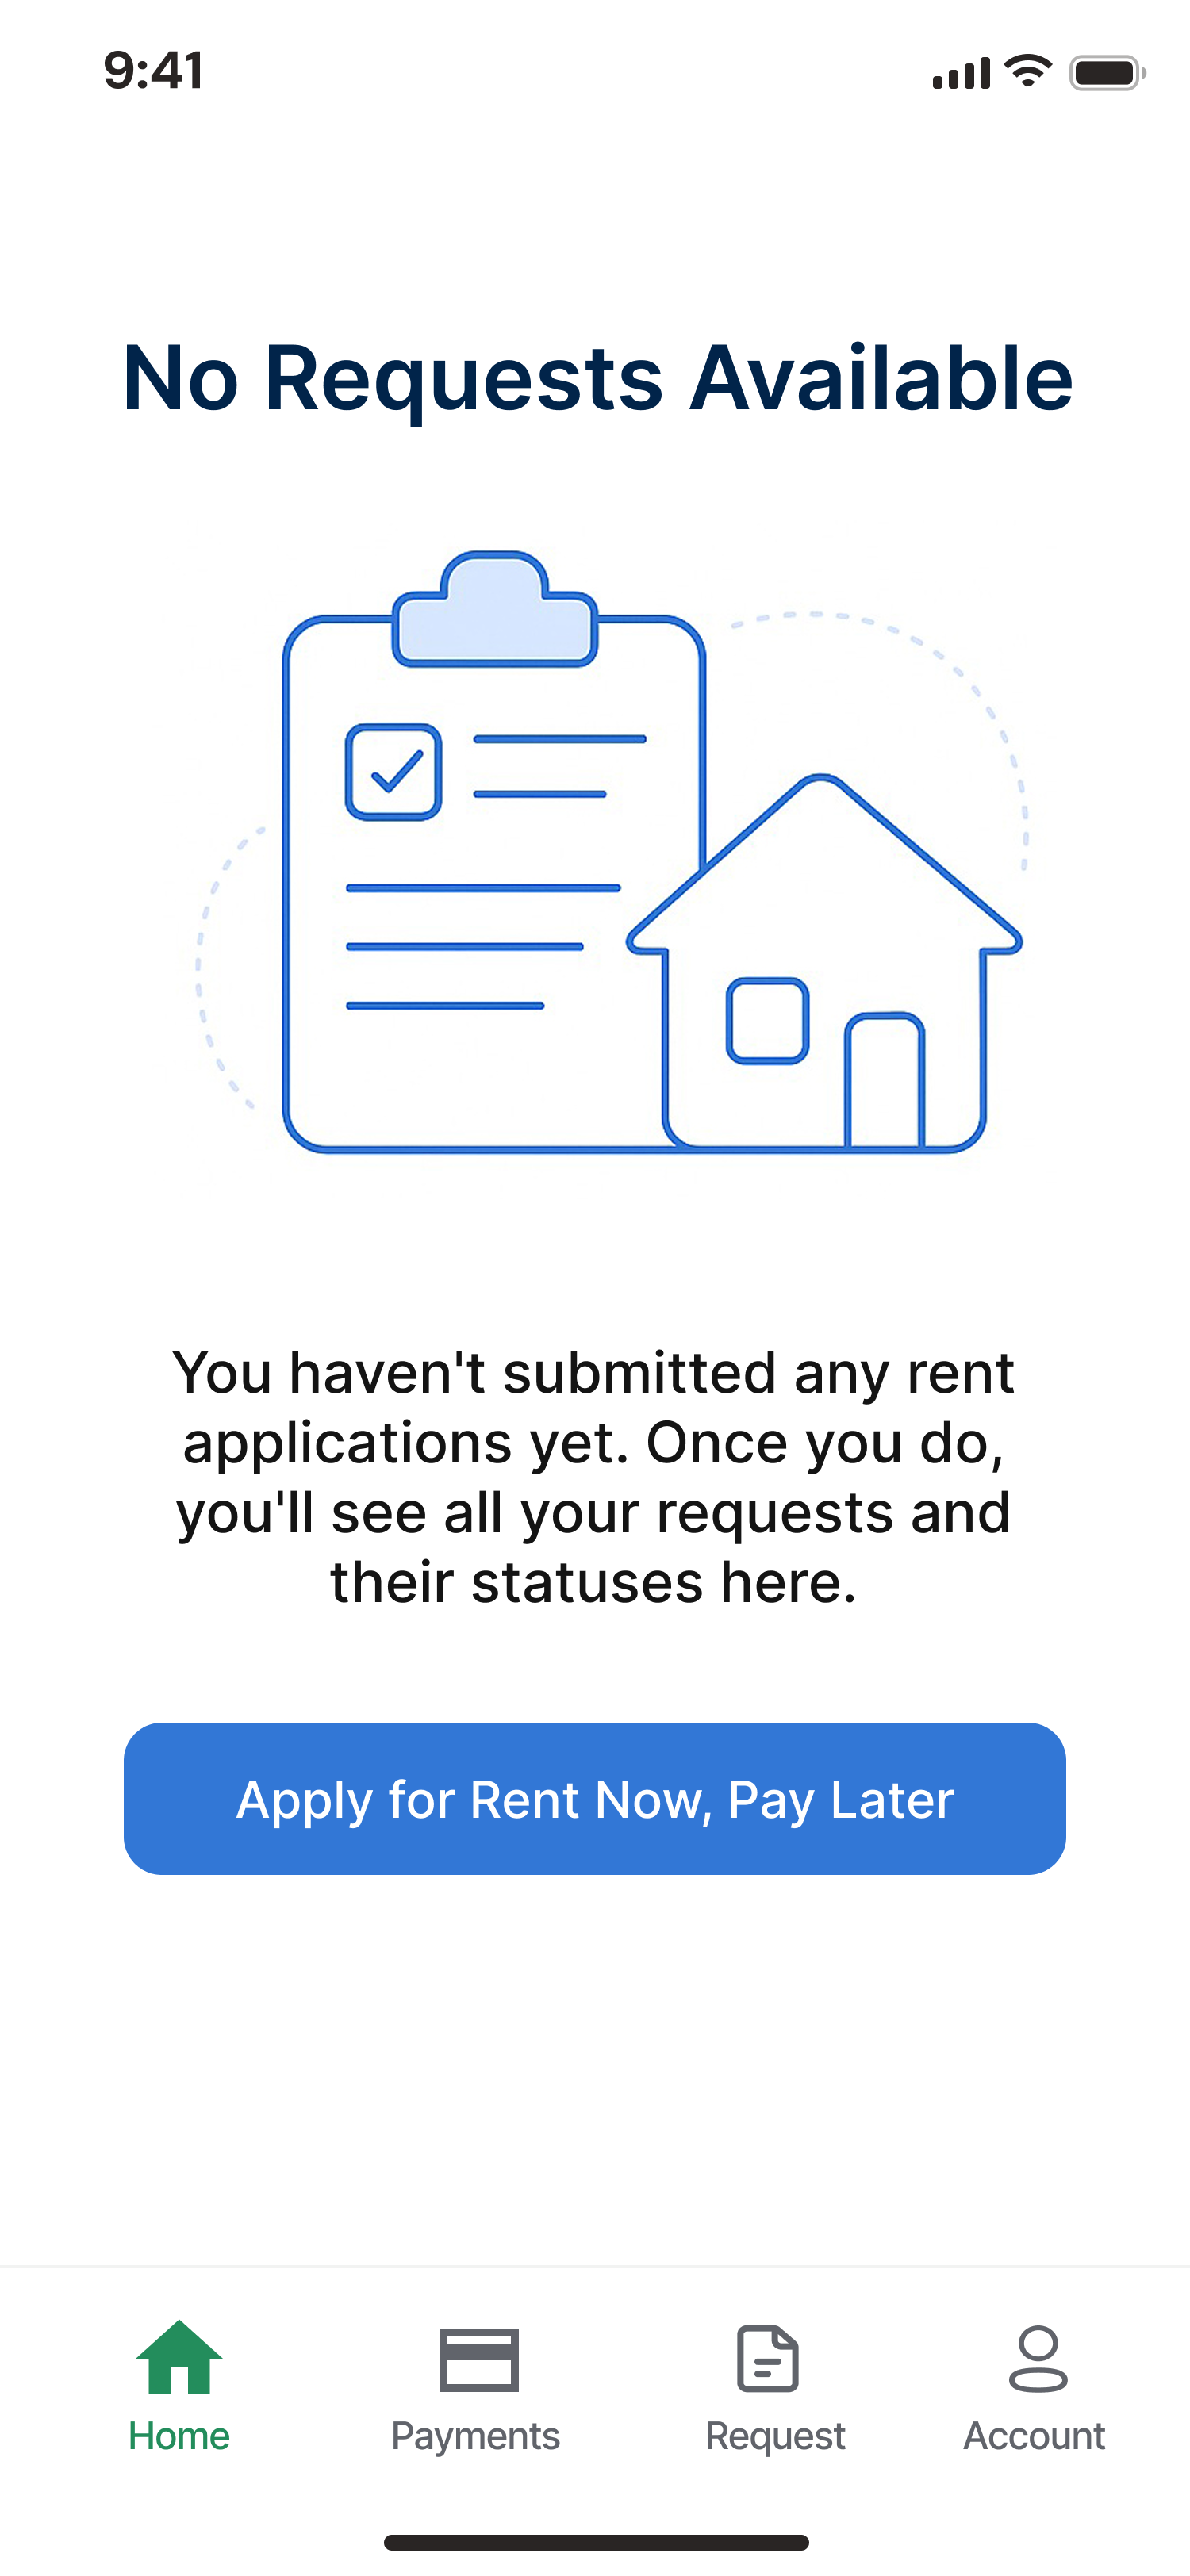 9:41
No Requests Available
You haven't submitted any rent
applications yet. Once you do,
you'll see all your requests and
their statuses here.
Apply for Rent Now, Pay Later
Home
Payments
Request
Account